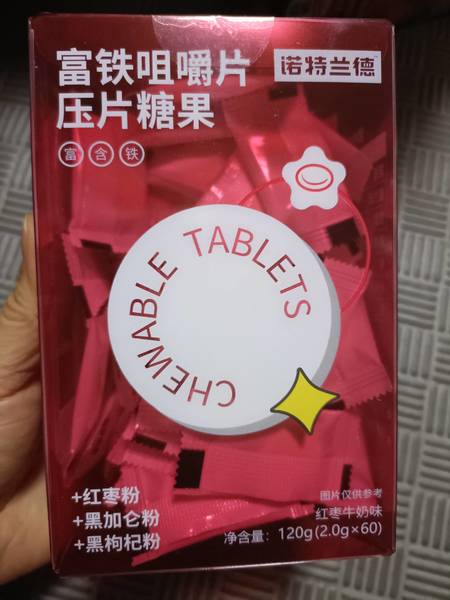 富铁咀嚼片
诺特兰德
压片糖果
富含铁
CHEWABLE TABLETS
+红枣粉
+黑加仑粉
+黑枸杞粉
图片仅供参考
红枣牛奶味
净含量：120g(2.0g×60)